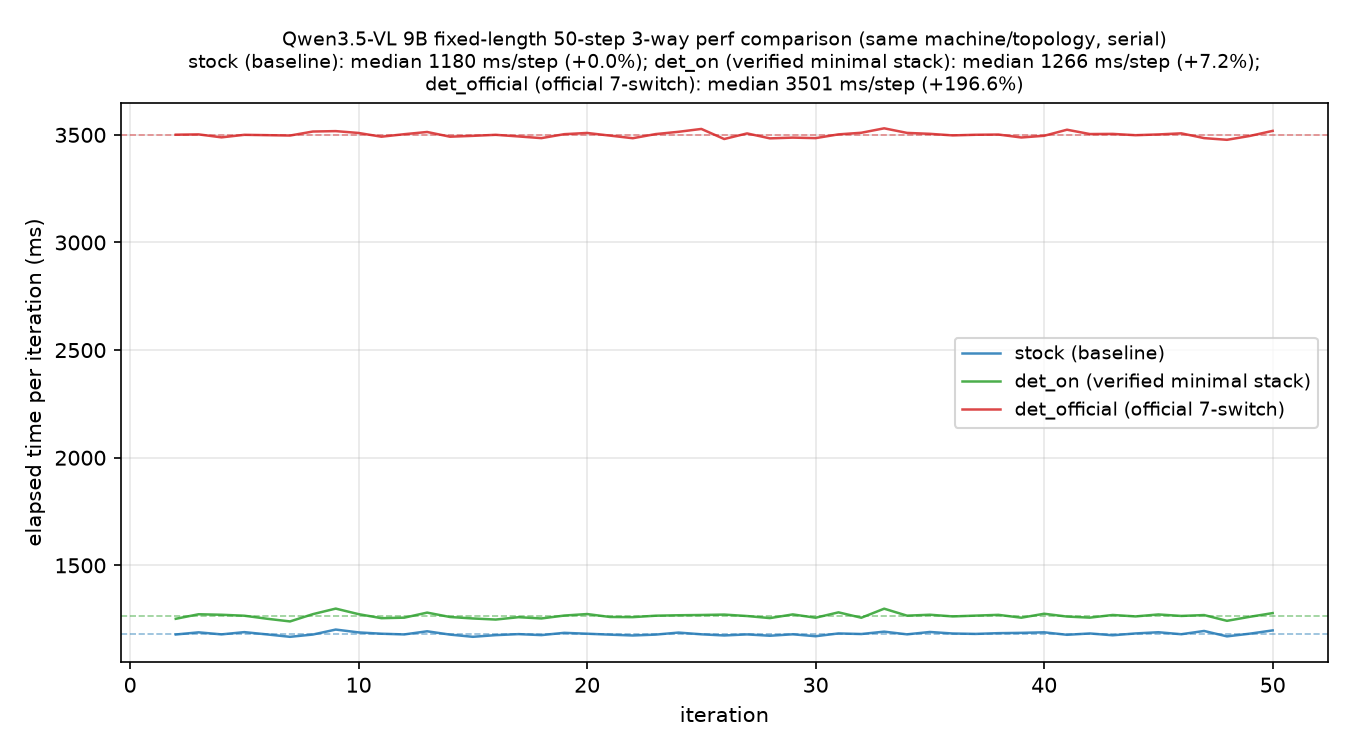 Qwen3.5-VL 9B fixed-length 50-step 3-way perf comparison (same machine/topology, serial)
stock (baseline): median 1180 ms/step (+0.0%); det_on (verified minimal stack): median 1266 ms/step (+7.2%);
det_official (official 7-switch): median 3501 ms/step (+196.6%)
3500
3000
2500
2000
1500
elapsed time per iteration (ms)
stock (baseline)
det_on (verified minimal stack)
det_official (official 7-switch)
0 10 20 30 40 50
iteration